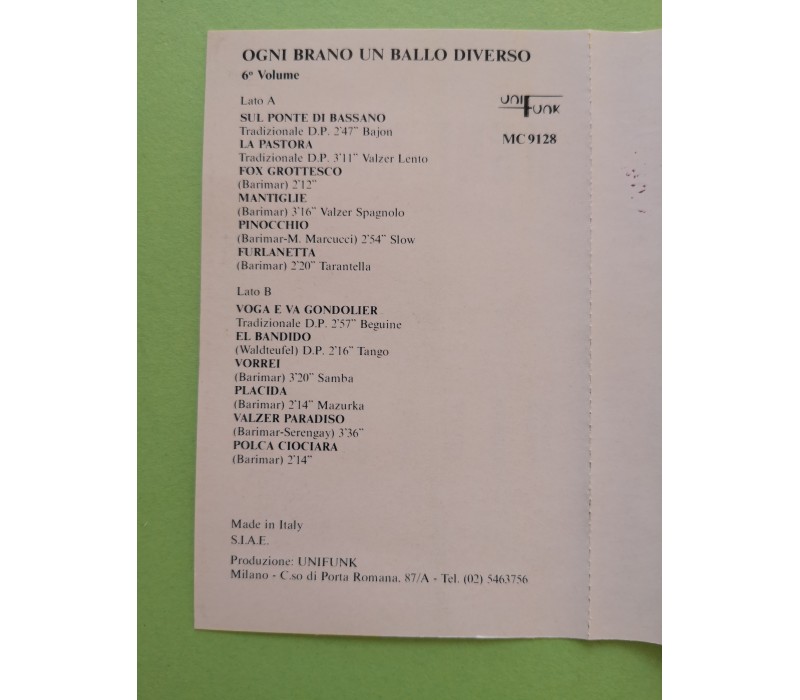 OGNI BRANO UN BALLO DIVERSO
6º Volume
UNIFUNK
MC 9128
Lato A
SUL PONTE DI BASSANO
Tradizionale D.P. 2'47" Bajon
LA PASTORA
Tradizionale D.P. 3'11" Valzer Lento
FOX GROTTESCO
(Barimar) 2'12"
MANTIGLIE
(Barimar) 3'16" Valzer Spagnolo
PINOCCHIO
(Barimar-M. Marcucci) 2'54" Slow
FURLANETTA
(Barimar) 2'20" Tarantella
Lato B
VOGA E VA GONDOLIER
Tradizionale D.P. 2'57" Beguine
EL BANDIDO
(Waldteufel) D.P. 2'16" Tango
VORREI
(Barimar) 3'20" Samba
PLACIDA
(Barimar) 2'14" Mazurka
VALZER PARADISO
(Barimar-Serengay) 3'36"
POLCA CIOCIARA
(Barimar) 2'14"
Made in Italy
S.I.A.E.
Produzione: UNIFUNK
Milano - C.so di Porta Romana, 87/A - Tel. (02) 5463756